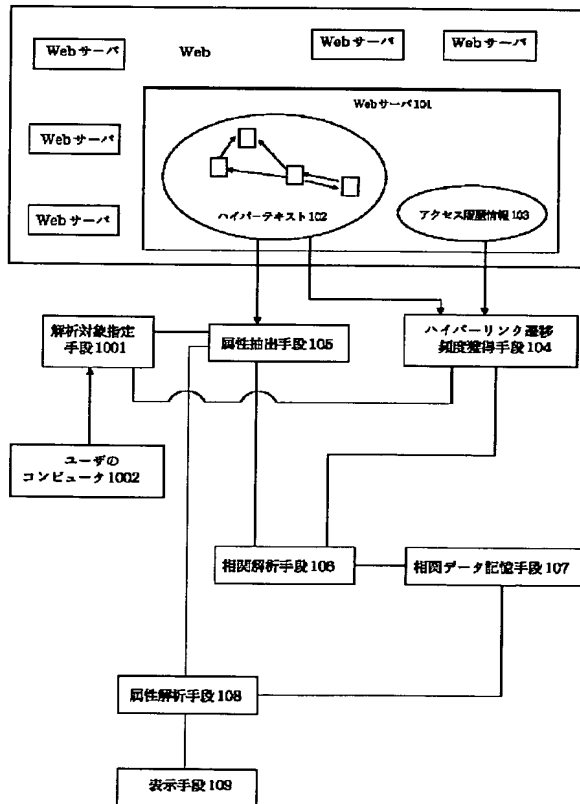 Webサーバ
Web
Webサーバ
Webサーバ
Webサーバ101
Webサーバ
Webサーバ
ハイパーテキスト102
アクセス履歴情報103
解析対象指定
手段1001
属性抽出手段105
ハイパーリンク遷移
頻度獲得手段104
ユーザの
コンピュータ1002
相関解析手段106
相関データ記憶手段107
属性解析手段108
表示手段109